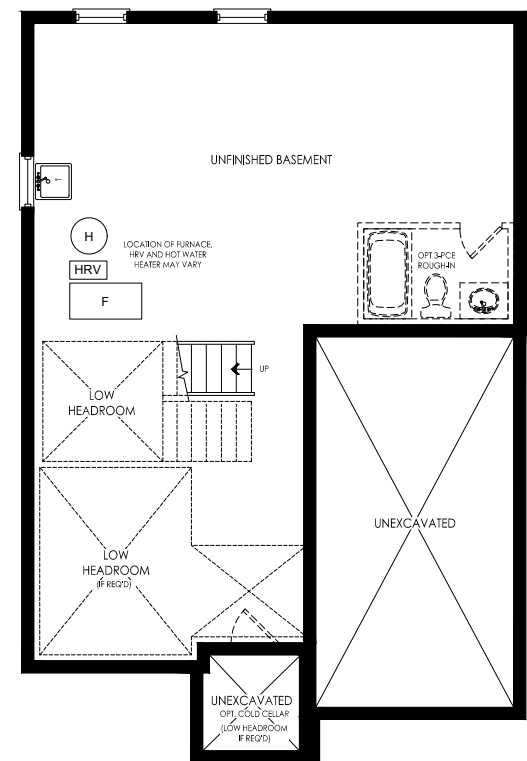 UNFINISHED BASEMENT
H
LOCATION OF FURNACE,
HRV AND HOT WATER
HEATER MAY VARY
HRV
F
OPT 3-PCE
ROUGH-IN
UP
LOW
HEADROOM
UNEXCAVATED
LOW
HEADROOM
(IF REQ'D)
UNEXCAVATED
OPT. COLD CELLAR
(LOW HEADROOM
IF REQ'D)